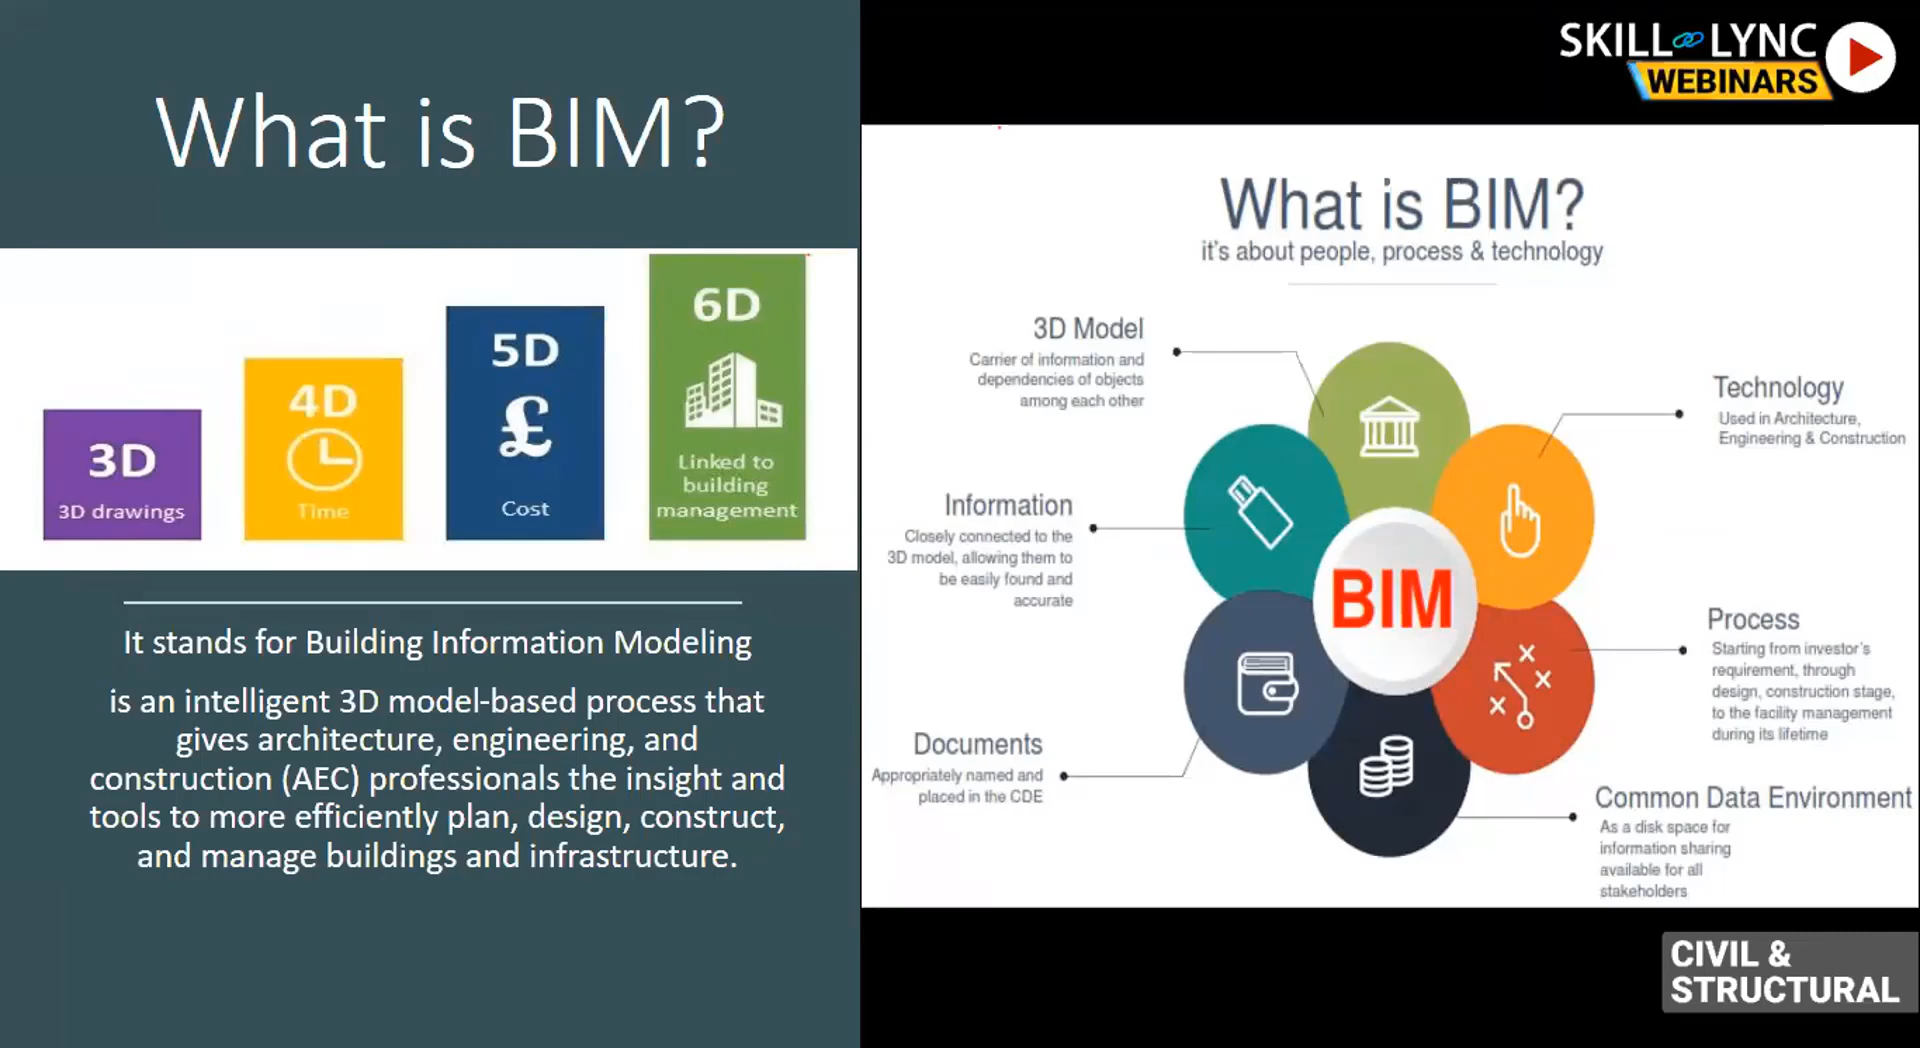 What is BIM?
3D
3D drawings
4D
Time
5D
£
Cost
6D
Linked to
building
management
It stands for Building Information Modeling
is an intelligent 3D model-based process that
gives architecture, engineering, and
construction (AEC) professionals the insight and
tools to more efficiently plan, design, construct,
and manage buildings and infrastructure.
SKILL LYNC
WEBINARS
What is BIM?
it's about people, process & technology
3D Model
Carrier of information and
dependencies of objects
among each other
Technology
Used in Architecture,
Engineering & Construction
Information
Closely connected to the
3D model, allowing them to
be easily found and
accurate
BIM
Process
Starting from investor's
requirement, through
design, construction stage,
to the facility management
during its lifetime
Documents
Appropriately named and
placed in the CDE
Common Data Environment
As a disk space for
information sharing
available for all
stakeholders
CIVIL &
STRUCTURAL